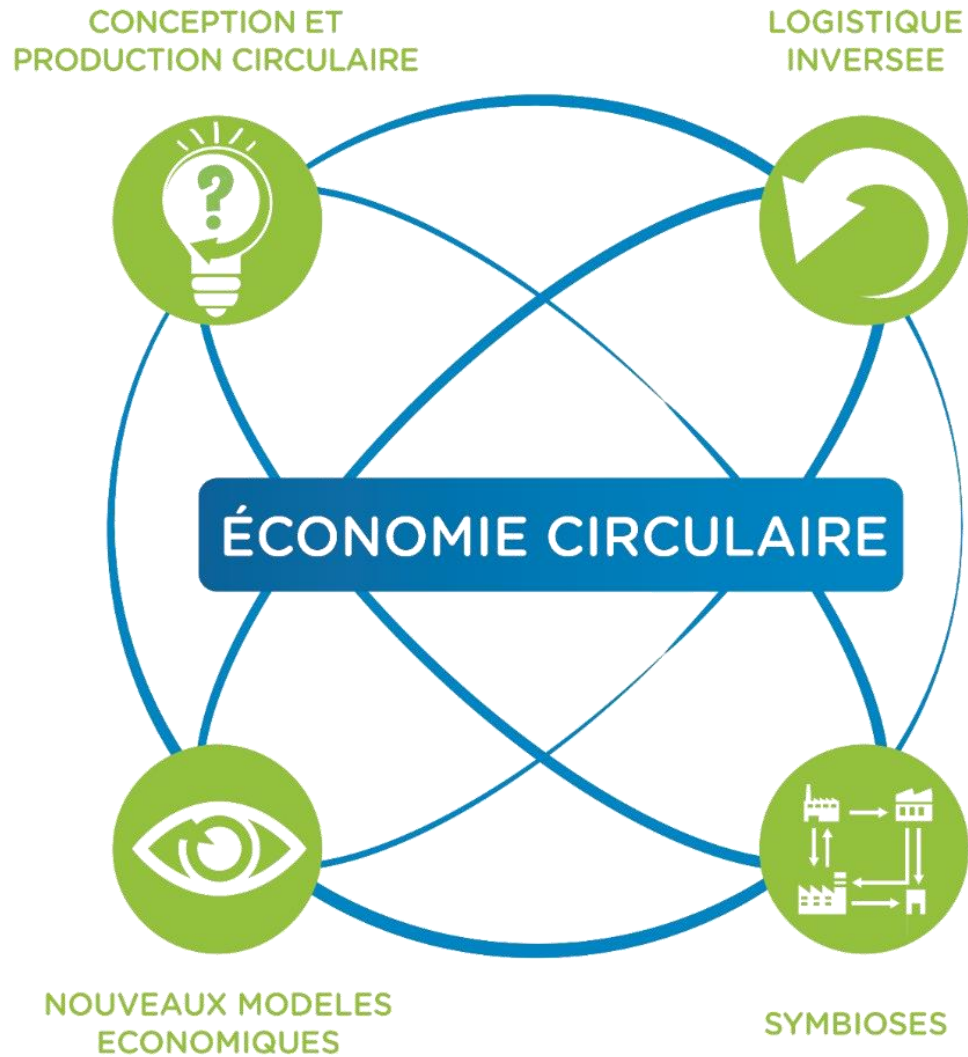 CONCEPTION ET
PRODUCTION CIRCULAIRE
LOGISTIQUE
INVERSEE
?
ÉCONOMIE CIRCULAIRE
NOUVEAUX MODELES
ECONOMIQUES
SYMBIOSES